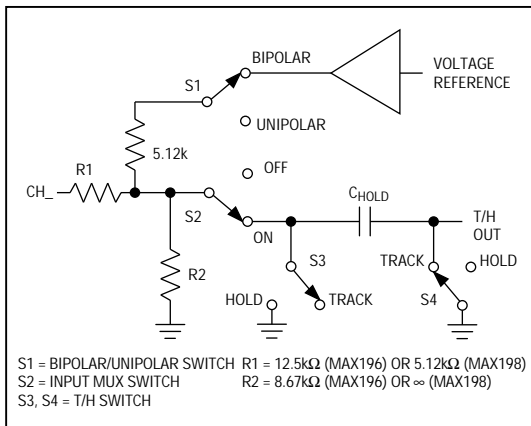 BIPOLAR
VOLTAGE
REFERENCE
S1
UNIPOLAR
5.12k
OFF
R1
CH_
S2
CHOLD
T/H
OUT
ON
S3
TRACK
HOLD
R2
HOLD
TRACK
S4
S1 = BIPOLAR/UNIPOLAR SWITCH R1 = 12.5kΩ (MAX196) OR 5.12kΩ (MAX198)
S2 = INPUT MUX SWITCH R2 = 8.67kΩ (MAX196) OR ∞ (MAX198)
S3, S4 = T/H SWITCH